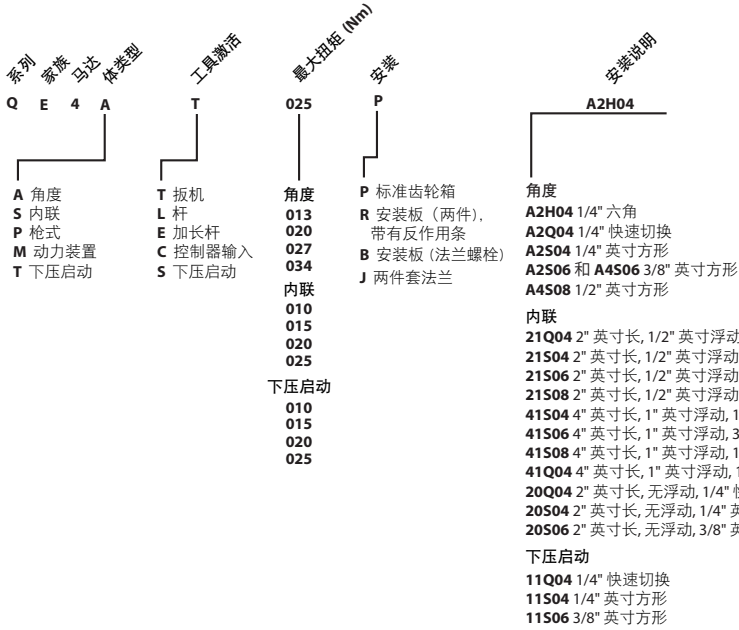 系列 家族 马达 体类型 工具激活 最大扭矩 (Nm) 安装 安装说明
Q E 4 A T 025 P A2H04
A 角度
S 内联
P 枪式
M 动力装置
T 下压启动
T 扳机
L 杆
E 加长杆
C 控制器输入
S 下压启动
角度
013
020
027
034
内联
010
015
020
025
下压启动
010
015
020
025
P 标准齿轮箱
R 安装板（两件），
带有反作用条
B 安装板 (法兰螺栓)
J 两件套法兰
角度
A2H04 1/4" 六角
A2Q04 1/4" 快速切换
A2S04 1/4" 英寸方形
A2S06 和 A4S06 3/8" 英寸方形
A4S08 1/2" 英寸方形
内联
21Q04 2" 英寸长, 1/2" 英寸浮动
21S04 2" 英寸长, 1/2" 英寸浮动
21S06 2" 英寸长, 1/2" 英寸浮动
21S08 2" 英寸长, 1/2" 英寸浮动
41S04 4" 英寸长, 1" 英寸浮动, 1
41S06 4" 英寸长, 1" 英寸浮动, 3
41S08 4" 英寸长, 1" 英寸浮动, 1
41Q04 4" 英寸长, 1" 英寸浮动,
20Q04 2" 英寸长, 无浮动, 1/4"
20S04 2" 英寸长, 无浮动, 1/4" 英
20S06 2" 英寸长, 无浮动, 3/8" 英
下压启动
11Q04 1/4" 快速切换
11S04 1/4" 英寸方形
11S06 3/8" 英寸方形